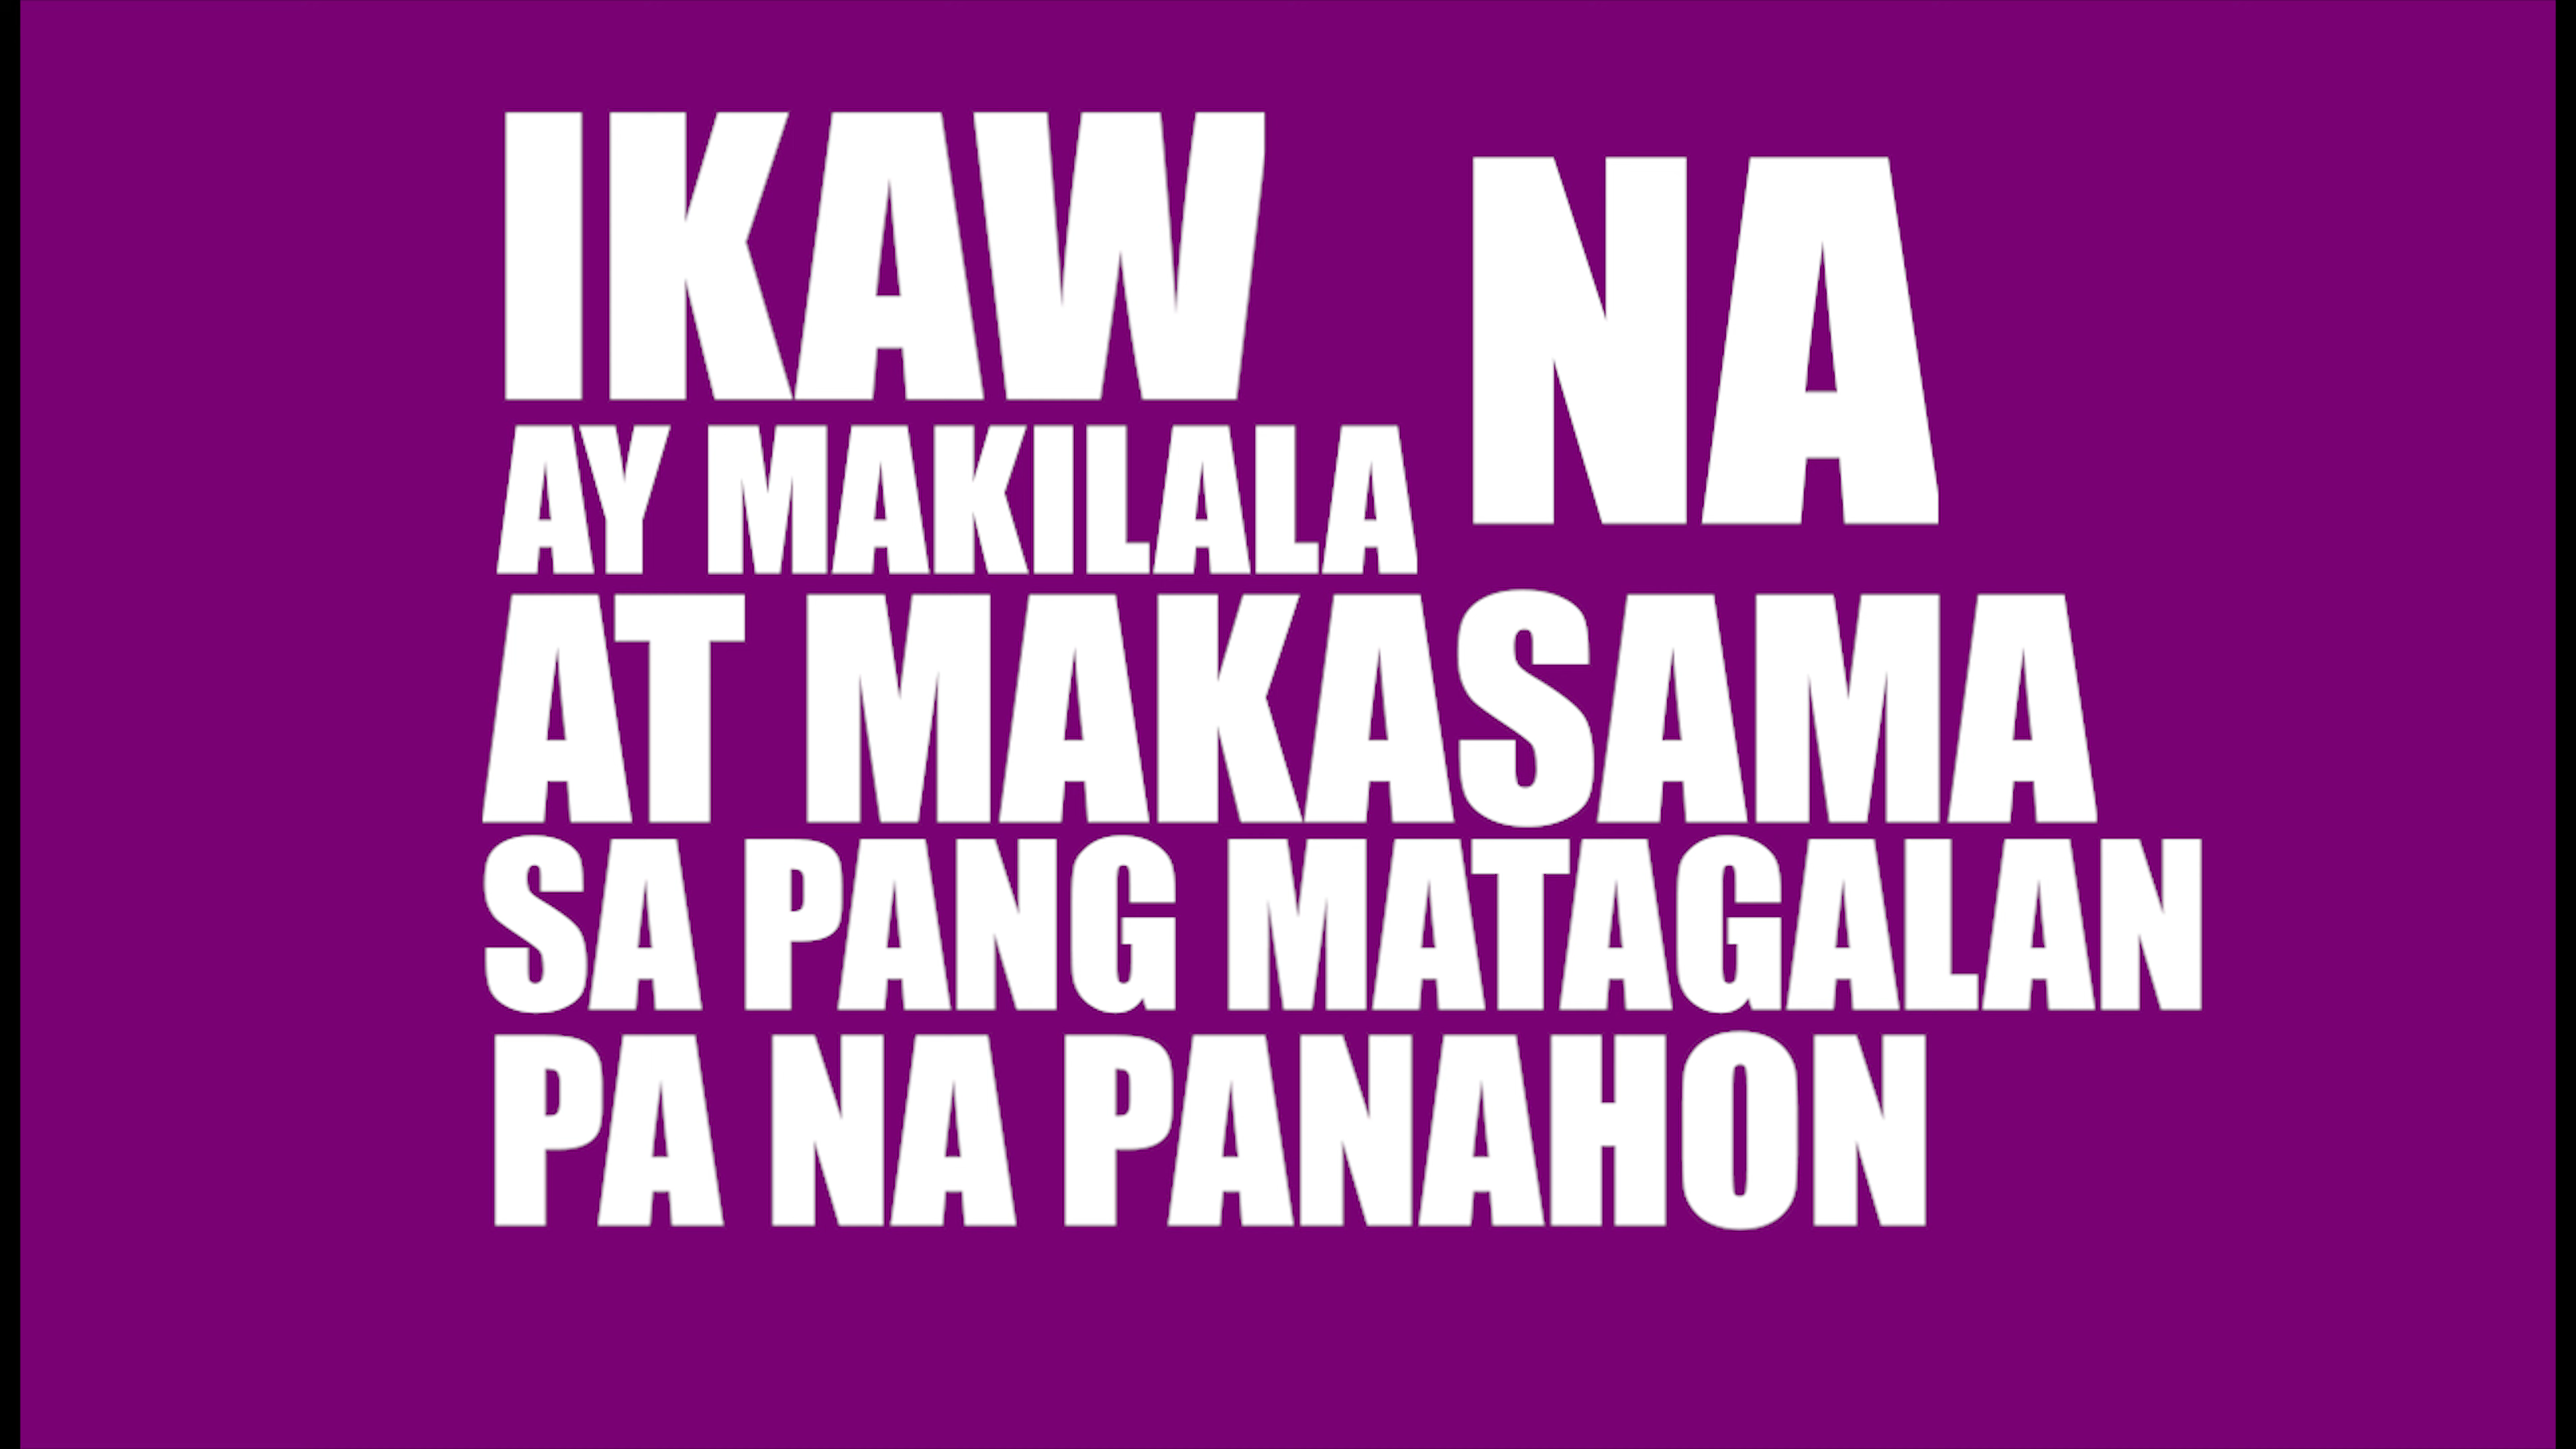 IKAW
AY MAKILALA NA
AT MAKASAMA
SA PANG MATAGALAN
PA NA PANAHON